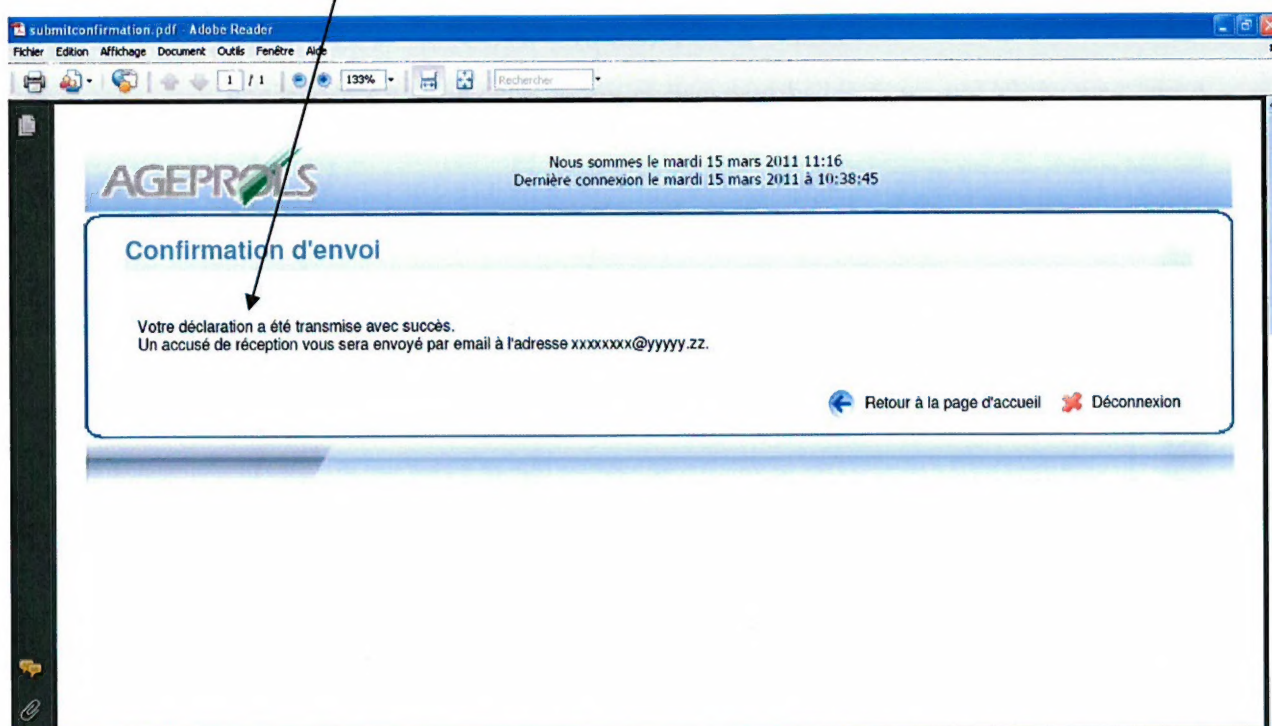 submitconfirmation.pdf - Adobe Reader
Fichier Edition Affichage Document Outils Fenêtre Aide
1 / 1 133% Rechercher
AGEPROLS
Nous sommes le mardi 15 mars 2011 11:16
Dernière connexion le mardi 15 mars 2011 à 10:38:45
Confirmation d'envoi
Votre déclaration a été transmise avec succès.
Un accusé de réception vous sera envoyé par email à l'adresse xxxxxxxx@yyyyy.zz.
Retour à la page d'accueil Déconnexion